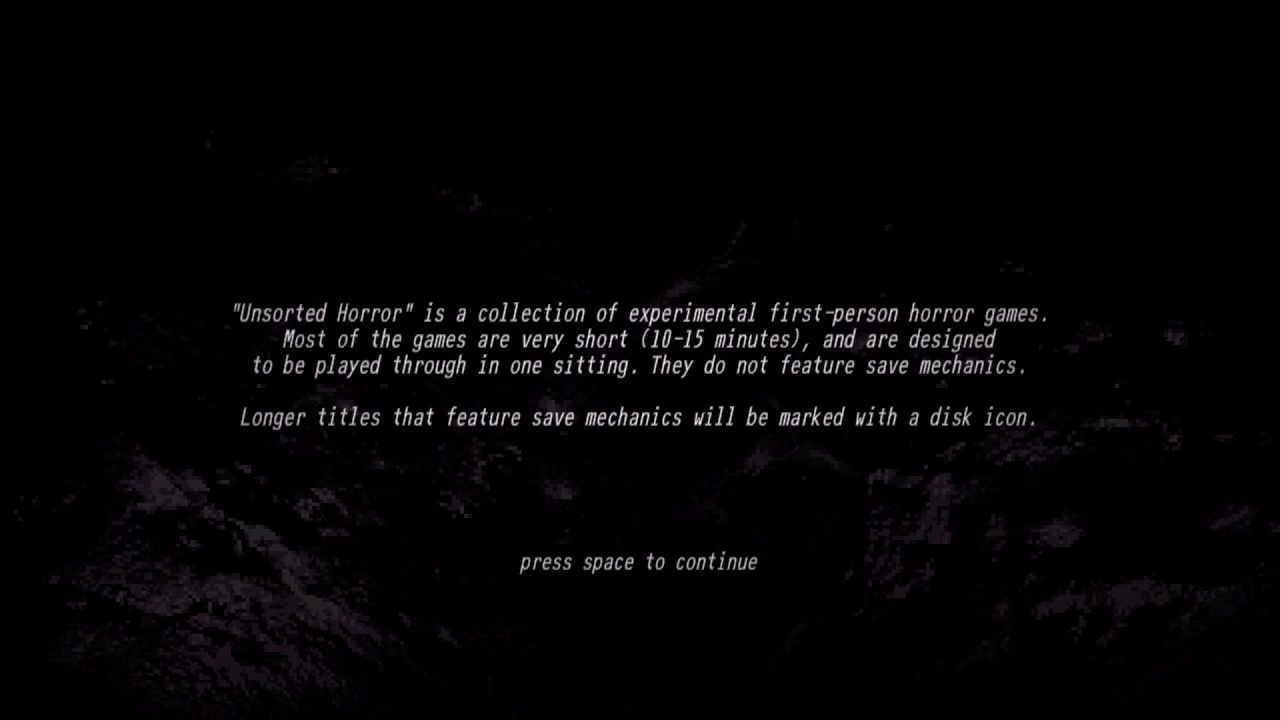 "Unsorted Horror" is a collection of experimental first-person horror games.
Most of the games are very short (10-15 minutes), and are designed
to be played through in one sitting. They do not feature save mechanics.
Longer titles that feature save mechanics will be marked with a disk icon.
press space to continue